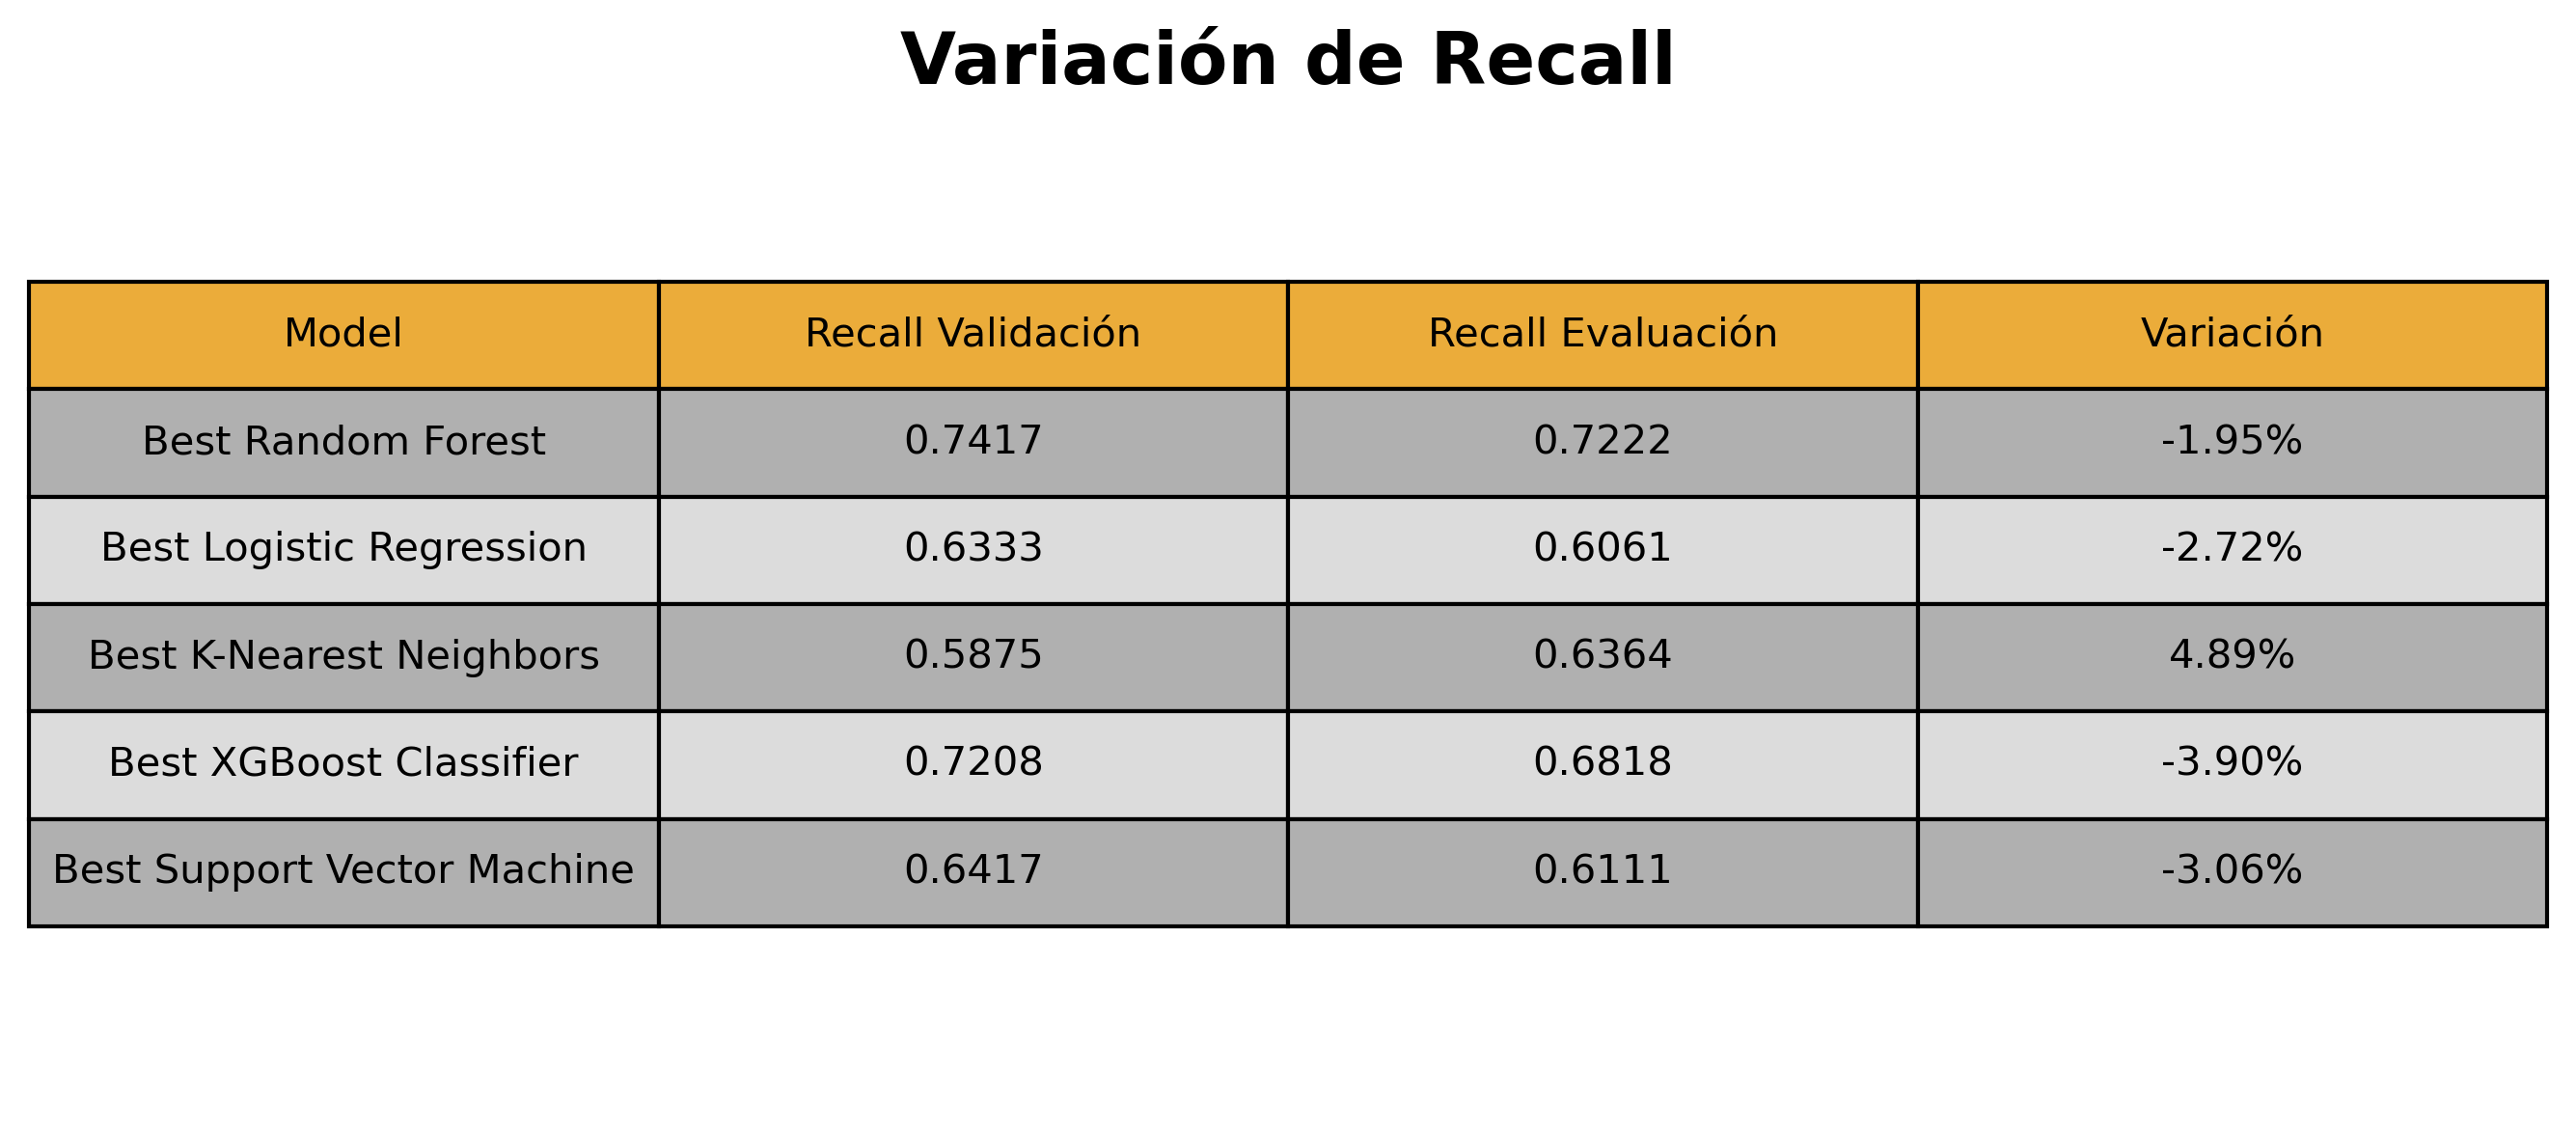 Variación de Recall
Model Recall Validación Recall Evaluación Variación
Best Random Forest 0.7417 0.7222 -1.95%
Best Logistic Regression 0.6333 0.6061 -2.72%
Best K-Nearest Neighbors 0.5875 0.6364 4.89%
Best XGBoost Classifier 0.7208 0.6818 -3.90%
Best Support Vector Machine 0.6417 0.6111 -3.06%